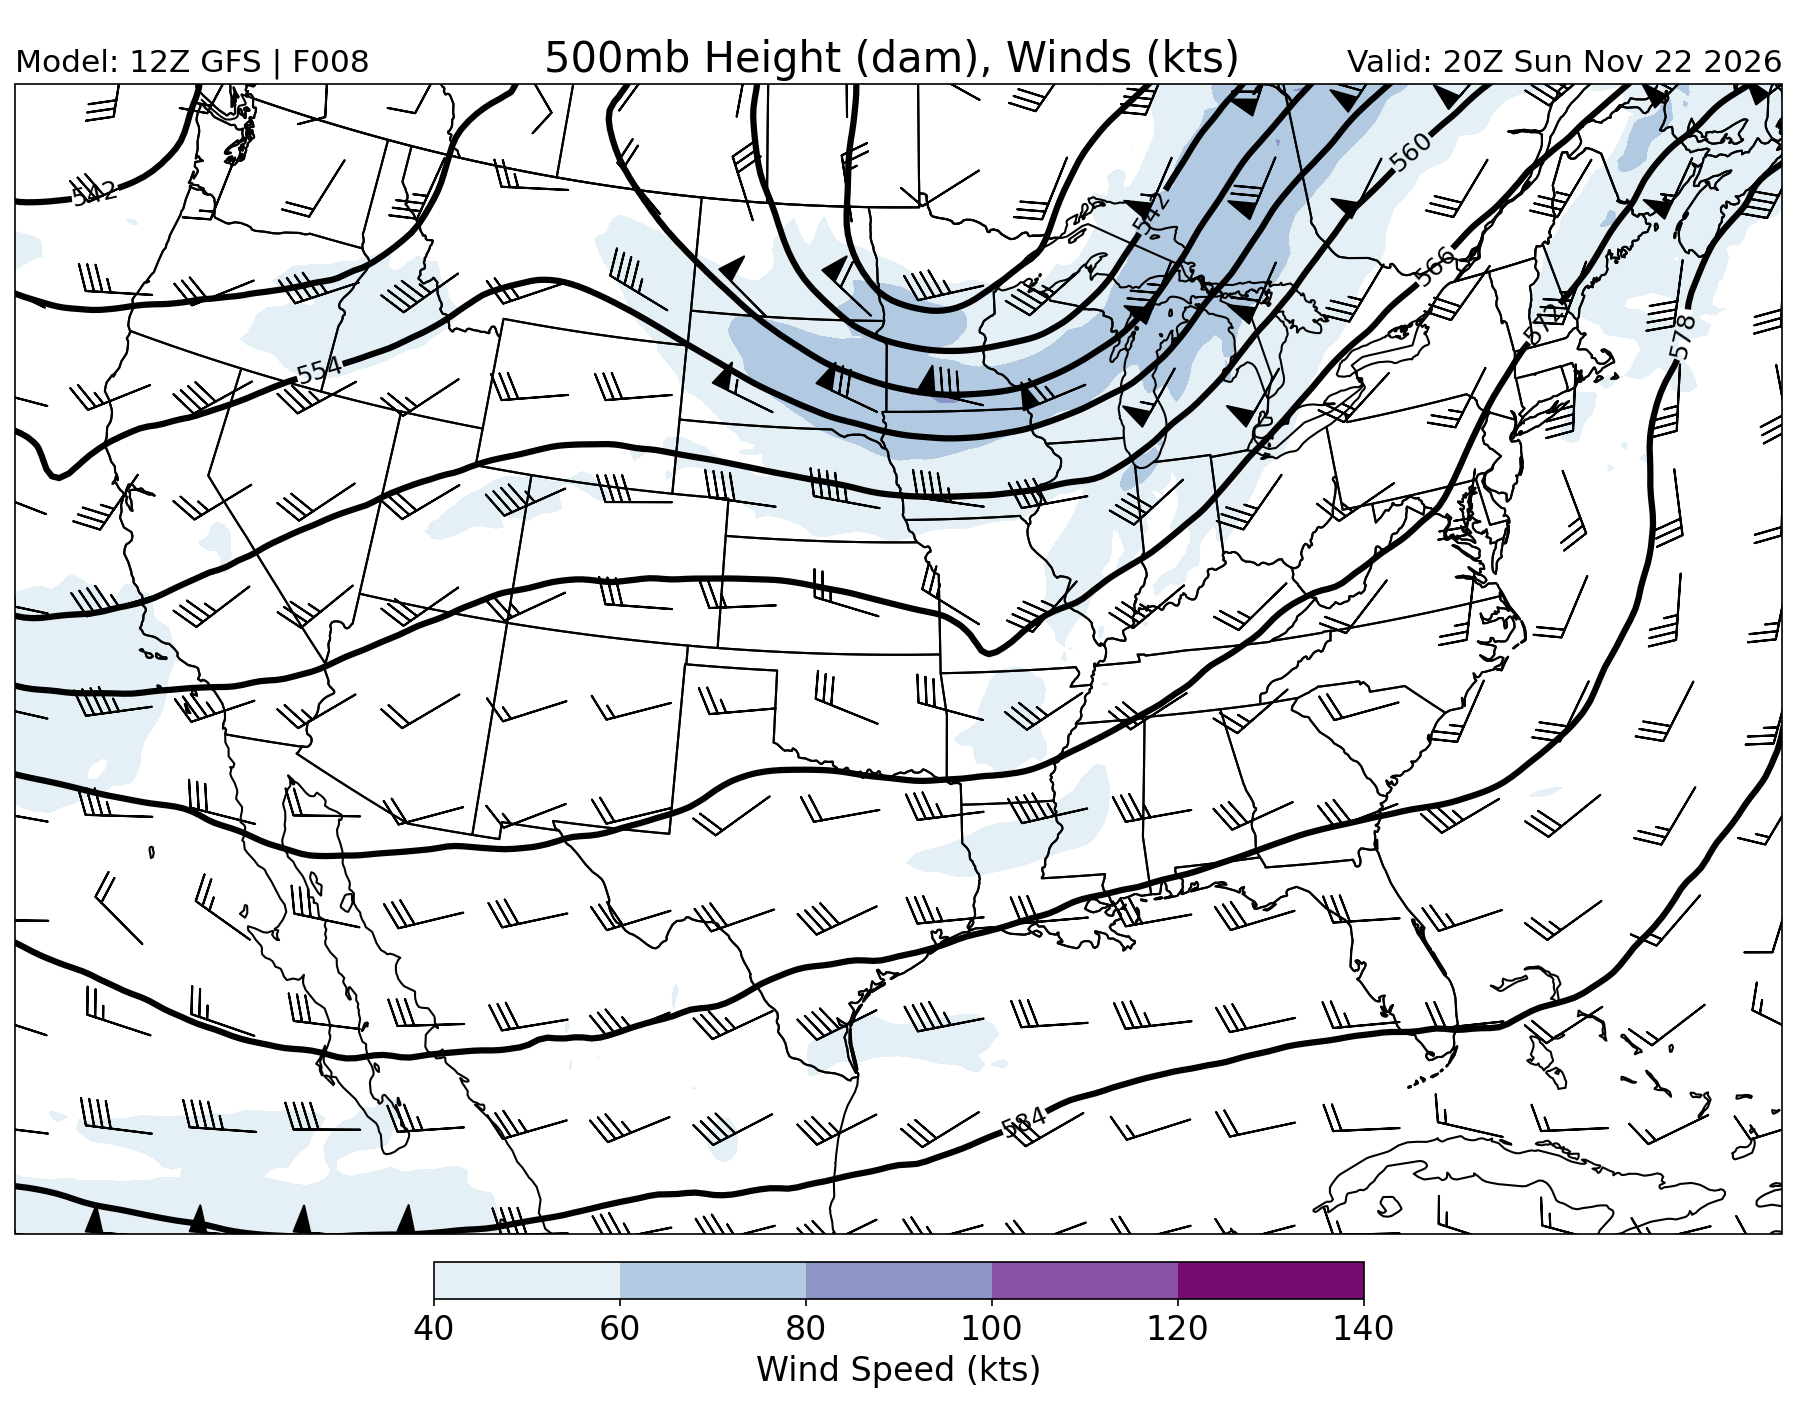 Model: 12Z GFS | F008
500mb Height (dam), Winds (kts)
Valid: 20Z Sun Nov 22 2026
542
560
542
566
572
578
554
584
40 60 80 100 120 140
Wind Speed (kts)